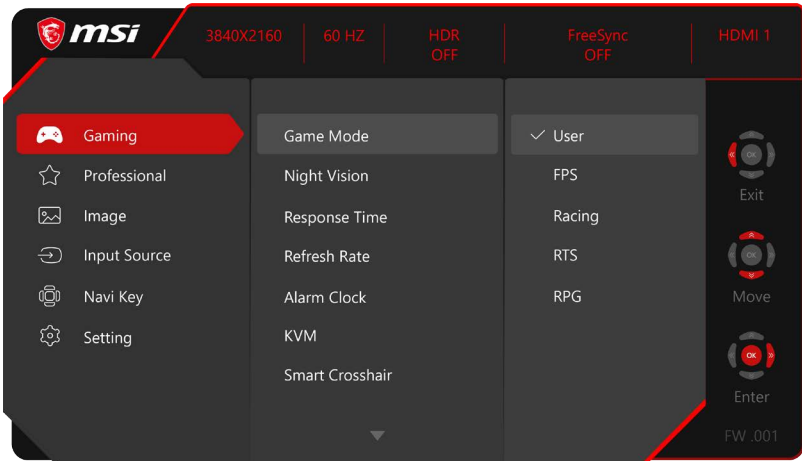 msi
3840X2160
60 HZ
HDR
OFF
FreeSync
OFF
HDMI 1
Gaming
Professional
Image
Input Source
Navi Key
Setting
Game Mode
Night Vision
Response Time
Refresh Rate
Alarm Clock
KVM
Smart Crosshair
User
FPS
Racing
RTS
RPG
OK
Exit
OK
Move
OK
Enter
FW .001